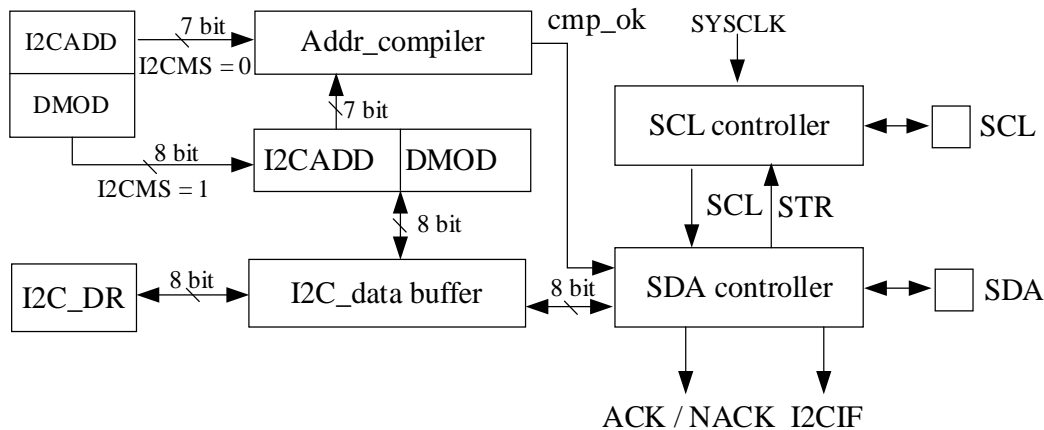 I2CADD
DMOD
7 bit
I2CMS = 0
Addr_compiler
cmp_ok
SYSCLK
7 bit
8 bit
I2CMS = 1
I2CADD
DMOD
SCL controller
SCL
SCL
STR
8 bit
I2C_DR
8 bit
I2C_data buffer
8 bit
SDA controller
SDA
ACK / NACK
I2CIF